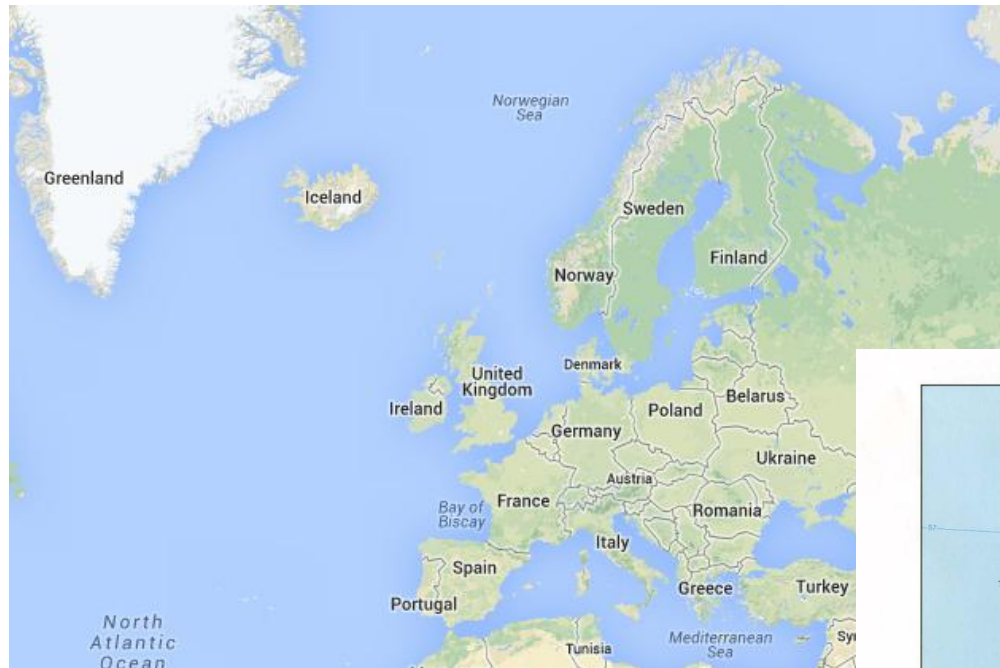 Norwegian
Sea
Greenland
Iceland
Sweden
Finland
Norway
Denmark
United
Kingdom
Ireland
Belarus
Poland
Germany
Ukraine
Austria
France
Bay of
Biscay
Romania
Italy
Spain
Greece
Turkey
Portugal
North
Atlantic
Ocean
Mediterranean
Sea
Tunisia
57